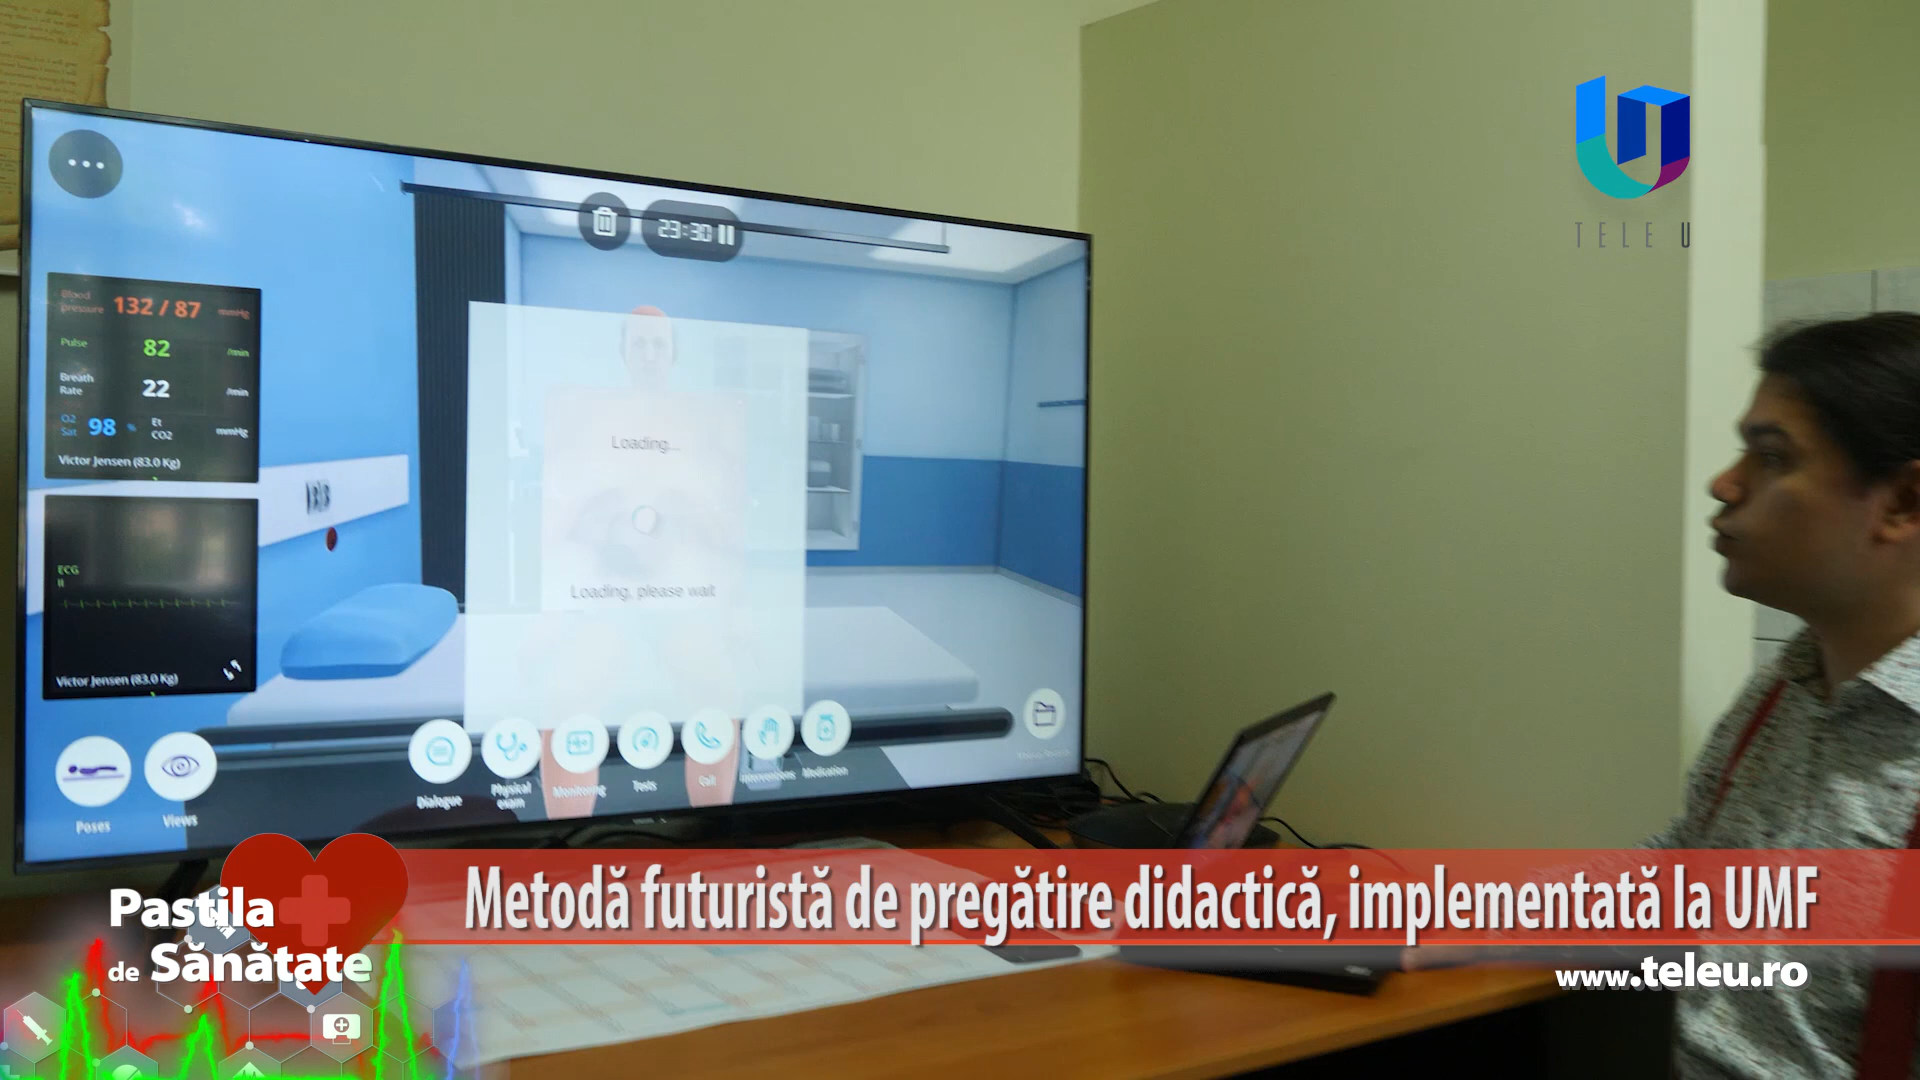 TELE U
23:30
Blood pressure 132 / 87 mmHg
Pulse 82 /min
Breath Rate 22 /min
O2 Sat 98 % Et CO2 mmHg
Victor Jensen (83.0 Kg)
ECG
II
Victor Jensen (83.0 Kg)
Loading...
Loading, please wait
Poses
Views
Dialogue
Physical exam
Monitoring
Tests
Call
Interventions
Medication
Pastila
de Sănătate
Metodă futuristă de pregătire didactică, implementată la UMF
www.teleu.ro